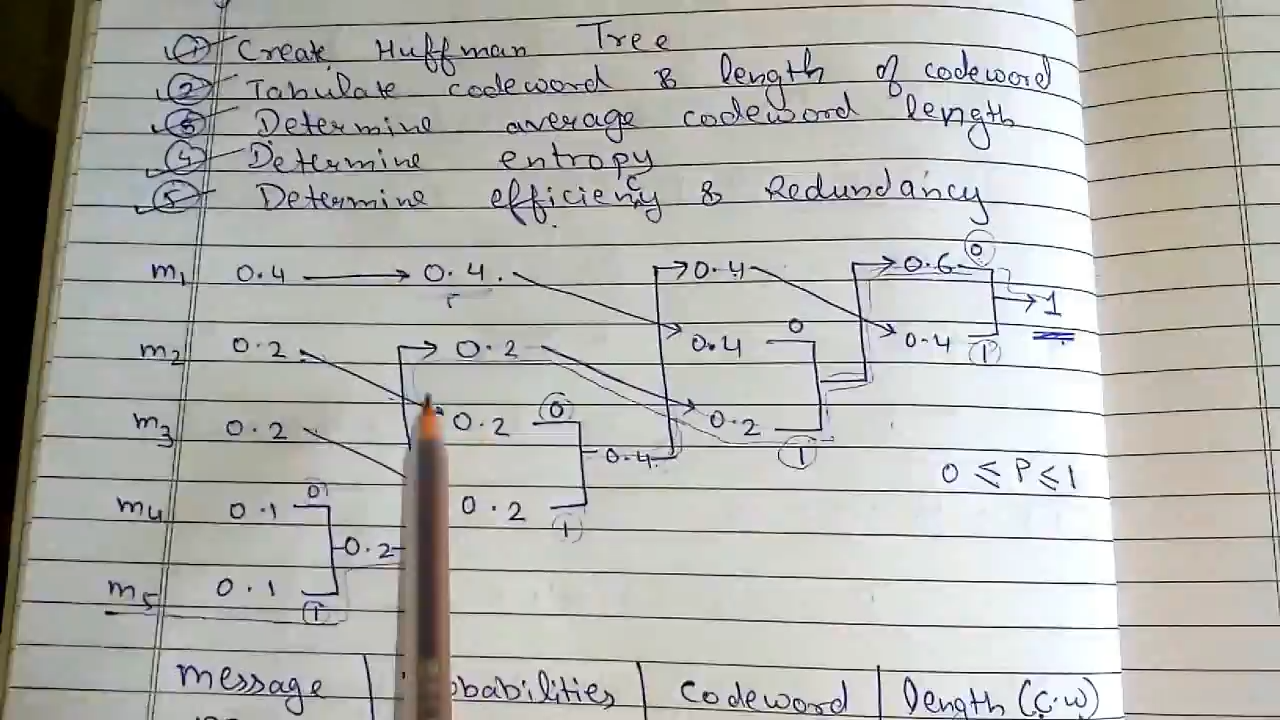 ① Create Huffman Tree
② Tabulate codeword & length of codeword
③ Determine average codeword length
④ Determine entropy
⑤ Determine efficiency & Redundancy
m1 0.4 → 0.4. → 0.4 → 0.6 0
→ 1
0.4 0 0.4 1
m2 0.2 → 0.2
m3 0.2 0.2 0 0.2 1
0.4
0 ≤ P ≤ 1
m4 0.1 0 0.2 1
0.2
m5 0.1 1
message Codeword length (C.W)